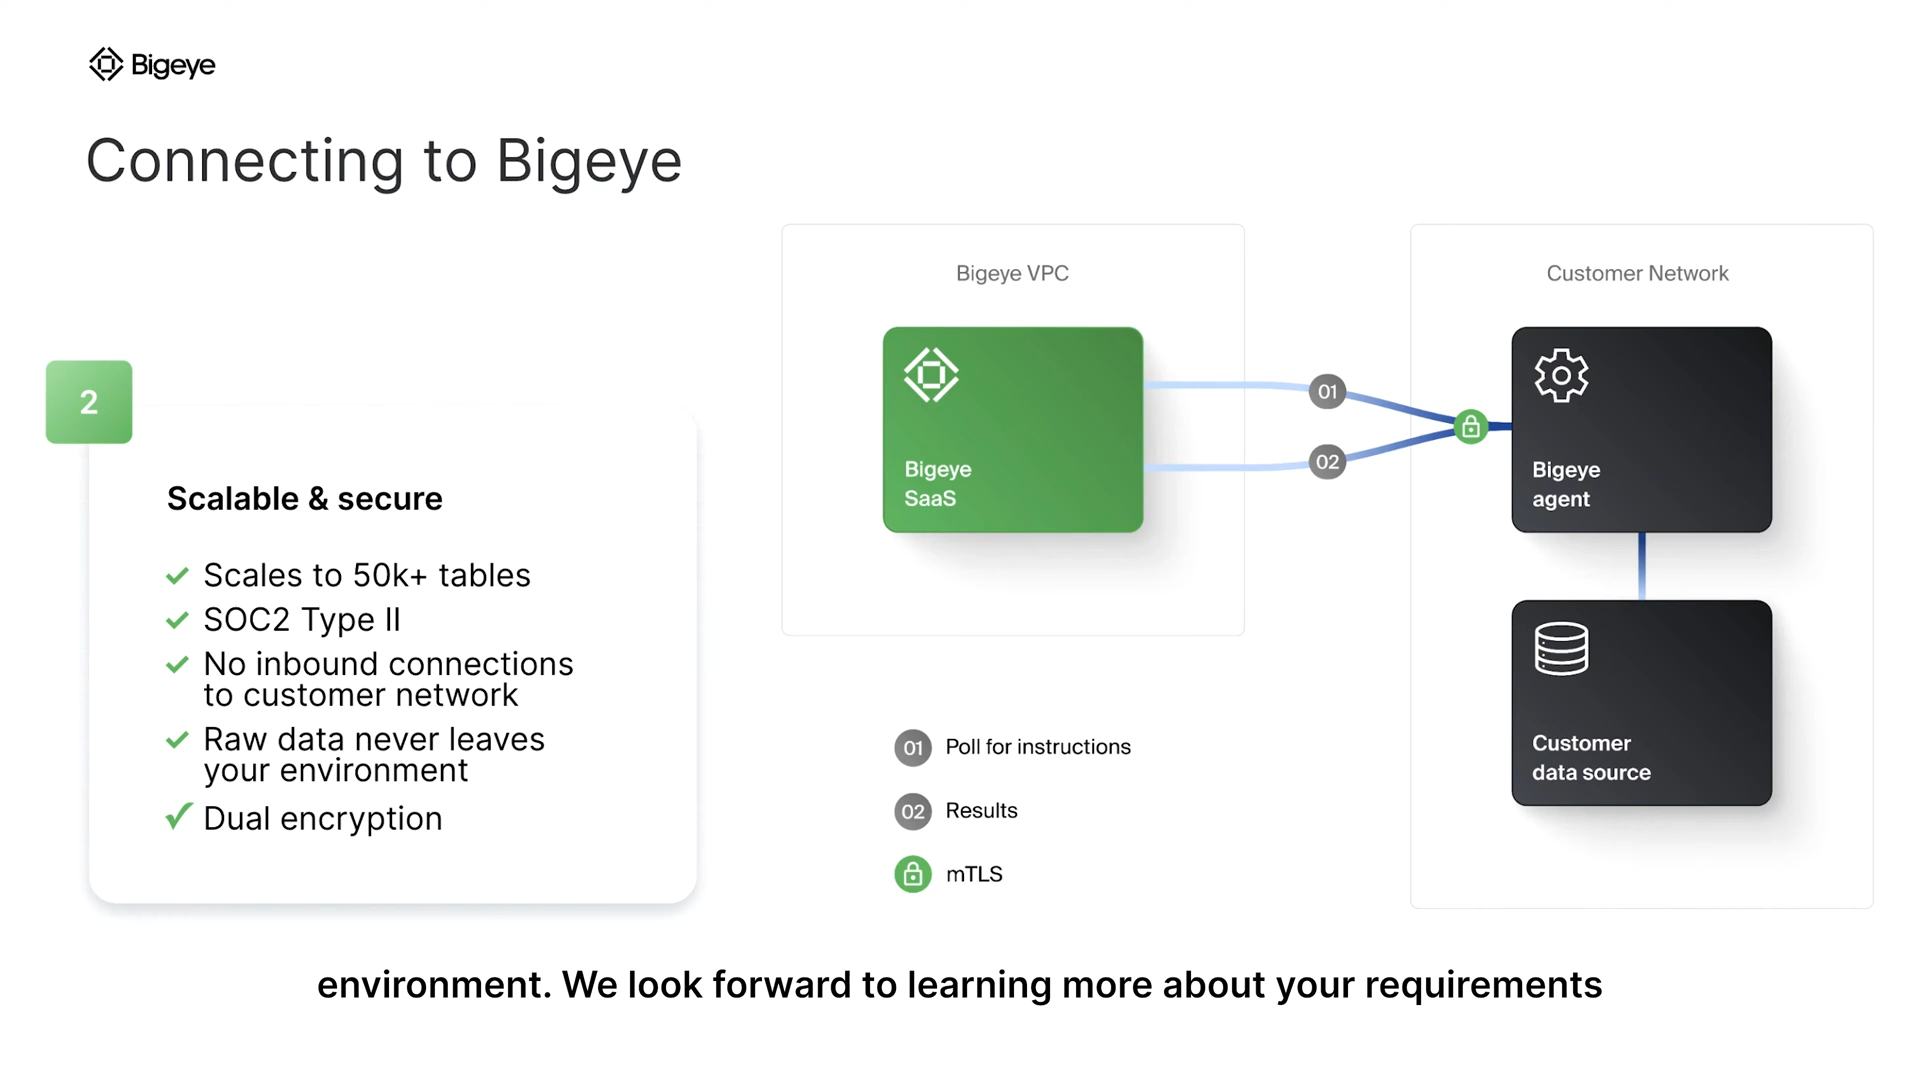 Bigeye
Connecting to Bigeye
2
Scalable & secure
Scales to 50k+ tables
SOC2 Type II
No inbound connections
to customer network
Raw data never leaves
your environment
Dual encryption
Bigeye VPC
Bigeye
SaaS
01
02
Customer Network
Bigeye
agent
Customer
data source
01 Poll for instructions
02 Results
mTLS
environment. We look forward to learning more about your requirements